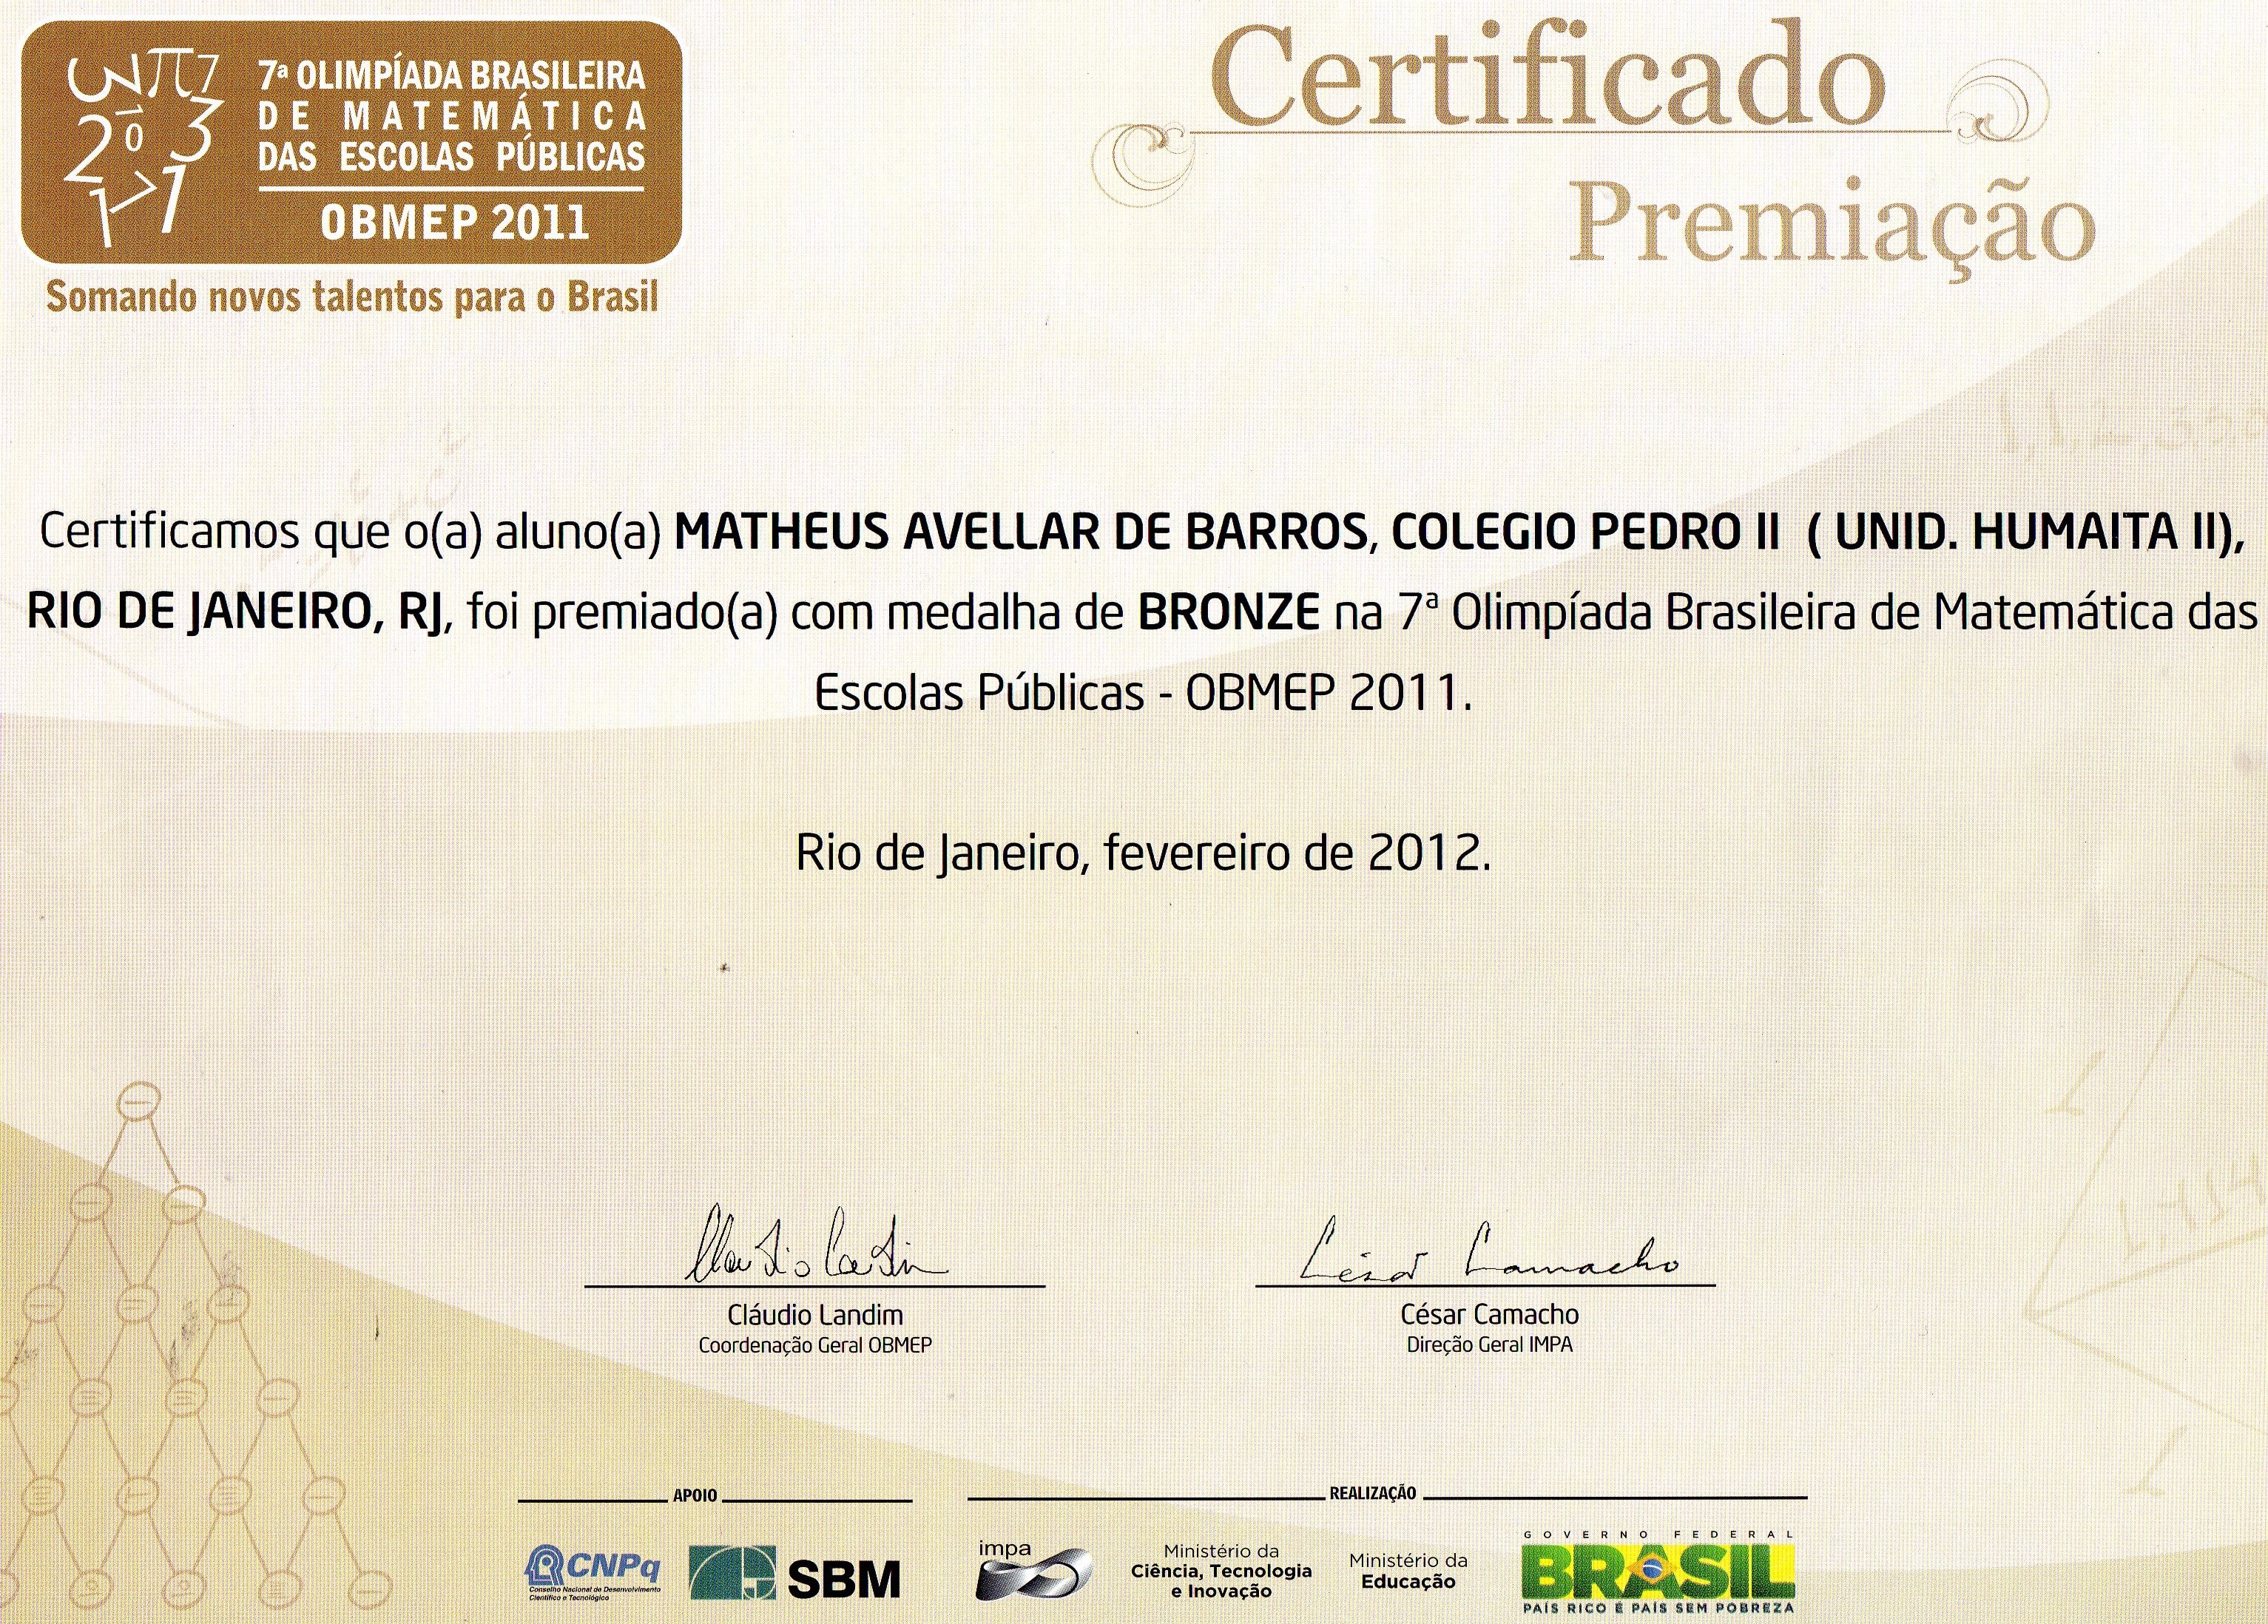 7ª OLIMPÍADA BRASILEIRA
DE MATEMÁTICA
DAS ESCOLAS PÚBLICAS
OBMEP 2011
Somando novos talentos para o Brasil
Certificado
Premiação
Certificamos que o(a) aluno(a) MATHEUS AVELLAR DE BARROS, COLEGIO PEDRO II ( UNID. HUMAITA II),
RIO DE JANEIRO, RJ, foi premiado(a) com medalha de BRONZE na 7ª Olimpíada Brasileira de Matemática das
Escolas Públicas - OBMEP 2011.
Rio de Janeiro, fevereiro de 2012.
César Camacho
Cláudio Landim
Coordenação Geral OBMEP
César Camacho
Direção Geral IMPA
APOIO
REALIZAÇÃO
CNPq
Conselho Nacional de Desenvolvimento
Científico e Tecnológico
SBM
impa
Ministério da
Ciência, Tecnologia
e Inovação
Ministério da
Educação
GOVERNO FEDERAL
BRASIL
PAÍS RICO É PAÍS SEM POBREZA